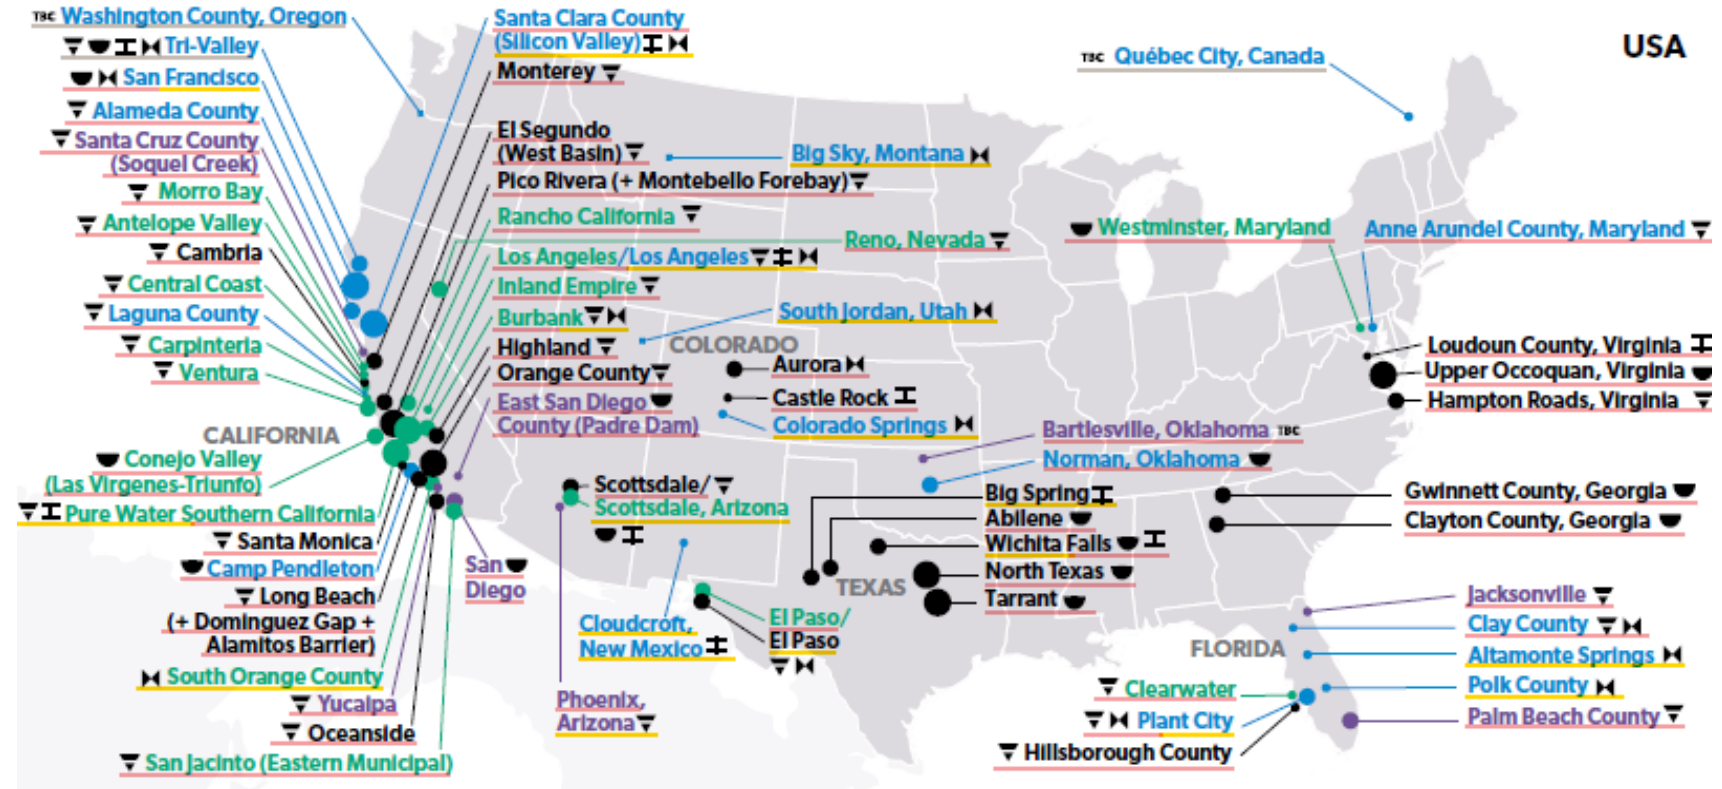 USA
TBC Washington County, Oregon
Tri-Valley
San Francisco
Alameda County
Santa Cruz County
(Soquel Creek)
Morro Bay
Antelope Valley
Cambria
Central Coast
Laguna County
Carpinteria
Ventura
CALIFORNIA
Conejo Valley
(Las Virgenes-Triunfo)
Pure Water Southern California
Santa Monica
Camp Pendleton
Long Beach
(+ Dominguez Gap +
Alamitos Barrier)
South Orange County
Yucaipa
Oceanside
San Jacinto (Eastern Municipal)
Santa Clara County
(Silicon Valley)
Monterey
El Segundo
(West Basin)
Pico Rivera (+ Montebello Forebay)
Rancho California
Reno, Nevada
Los Angeles/Los Angeles
Inland Empire
Burbank
Highland
Orange County
East San Diego
County (Padre Dam)
San
Diego
Big Sky, Montana
South Jordan, Utah
COLORADO
Aurora
Castle Rock
Colorado Springs
Scottsdale/
Scottsdale, Arizona
Phoenix,
Arizona
Cloudcroft,
New Mexico
El Paso/
El Paso
Bartlesville, Oklahoma TBC
Norman, Oklahoma
Big Spring
Abilene
Wichita Falls
TEXAS
North Texas
Tarrant
TBC Québec City, Canada
Westminster, Maryland
Anne Arundel County, Maryland
Loudoun County, Virginia
Upper Occoquan, Virginia
Hampton Roads, Virginia
Gwinnett County, Georgia
Clayton County, Georgia
Jacksonville
Clay County
FLORIDA
Altamonte Springs
Polk County
Palm Beach County
Clearwater
Plant City
Hillsborough County